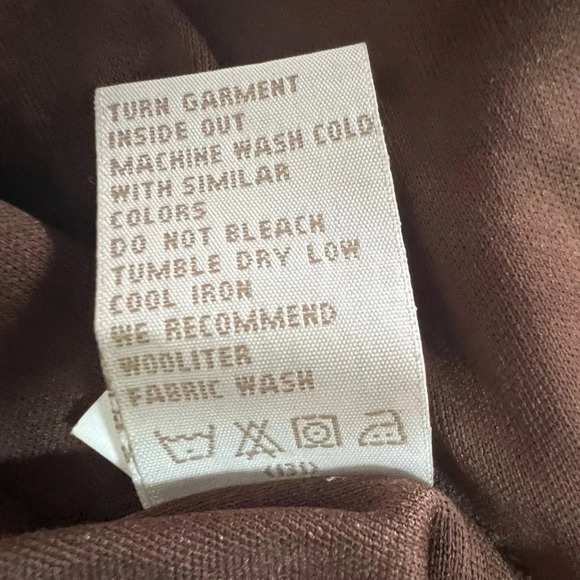 TURN GARMENT
INSIDE OUT
MACHINE WASH COLD
WITH SIMILAR
COLORS
DO NOT BLEACH
TUMBLE DRY LOW
COOL IRON
WE RECOMMEND
WOOLITER
FABRIC WASH
(131)